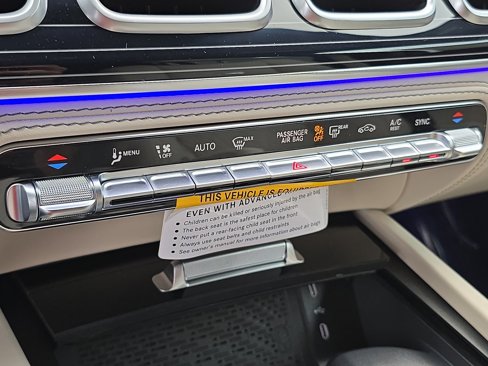 MENU
OFF
AUTO
MAX
PASSENGER
AIR BAG
OFF
REAR
A/C
RESET
SYNC
THIS VEHICLE IS EQUIPPED
EVEN WITH ADVANCED
• Children can be killed or seriously injured by the air bag
• The back seat is the safest place for children
• Never put a rear-facing child seat in the front
• Always use seat belts and child restraints
• See owner's manual for more information about air bags